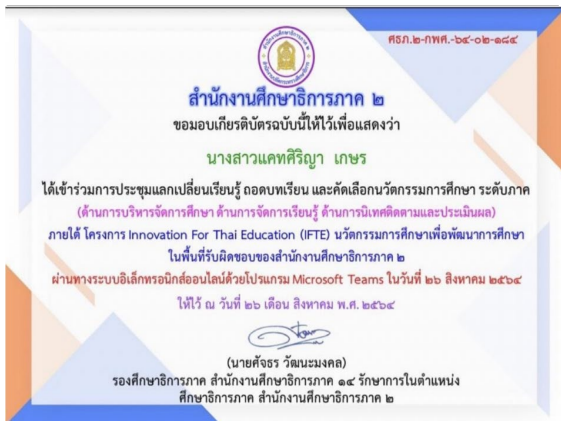 ศธภ.๒-กพศ.-๖๔-๐๒-๑๘๔
สำนักงานศึกษาธิการภาค ๒
ขอมอบเกียรติบัตรฉบับนี้ให้ไว้เพื่อแสดงว่า
นางสาวแคทศิริญา เกษร
ได้เข้าร่วมการประชุมแลกเปลี่ยนเรียนรู้ ถอดบทเรียน และคัดเลือกนวัตกรรมการศึกษา ระดับภาค
(ด้านการบริหารจัดการศึกษา ด้านการจัดการเรียนรู้ ด้านการนิเทศติดตามและประเมินผล)
ภายใต้ โครงการ Innovation For Thai Education (IFTE) นวัตกรรมการศึกษาเพื่อพัฒนาการศึกษา
ในพื้นที่รับผิดชอบของสำนักงานศึกษาธิการภาค ๒
ผ่านทางระบบอิเล็กทรอนิกส์ออนไลน์ด้วยโปรแกรม Microsoft Teams ในวันที่ ๒๖ สิงหาคม ๒๕๖๔
ให้ไว้ ณ วันที่ ๒๖ เดือน สิงหาคม พ.ศ. ๒๕๖๔
(นายศัจธร วัฒนะมงคล)
รองศึกษาธิการภาค สำนักงานศึกษาธิการภาค ๑๔ รักษาการในตำแหน่ง
ศึกษาธิการภาค สำนักงานศึกษาธิการภาค ๒